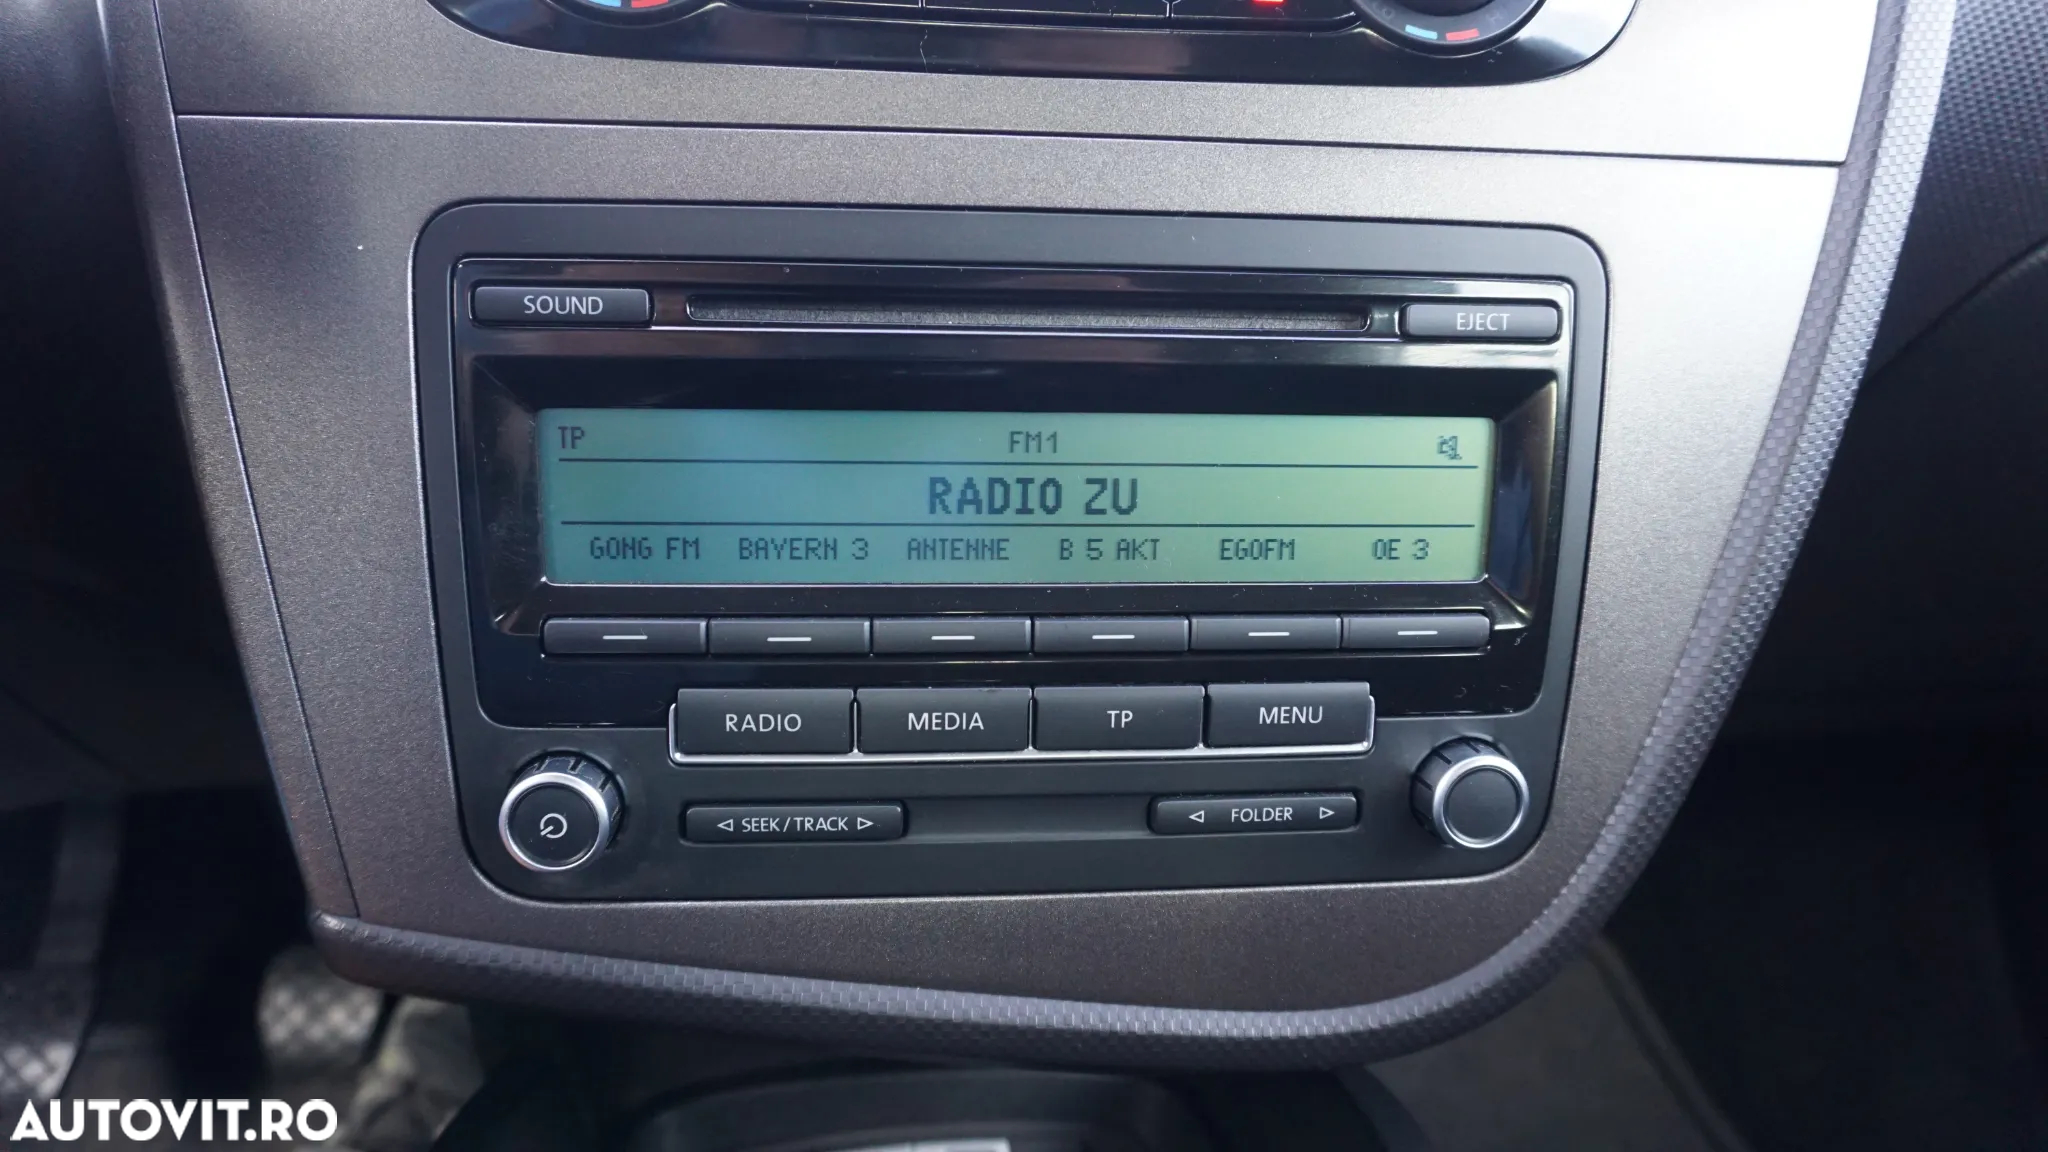 SOUND
EJECT
TP FM1
RADIO ZU
GONG FM BAYERN 3 ANTENNE B 5 AKT EGOFM OE 3
RADIO MEDIA TP MENU
SEEK/TRACK FOLDER
AUTOVIT.RO